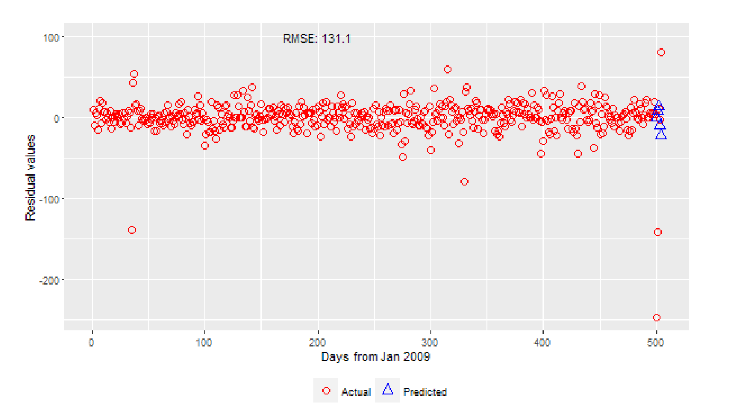 RMSE: 131.1
100
0
-100
-200
Residual values
0 100 200 300 400 500
Days from Jan 2009
Actual Predicted